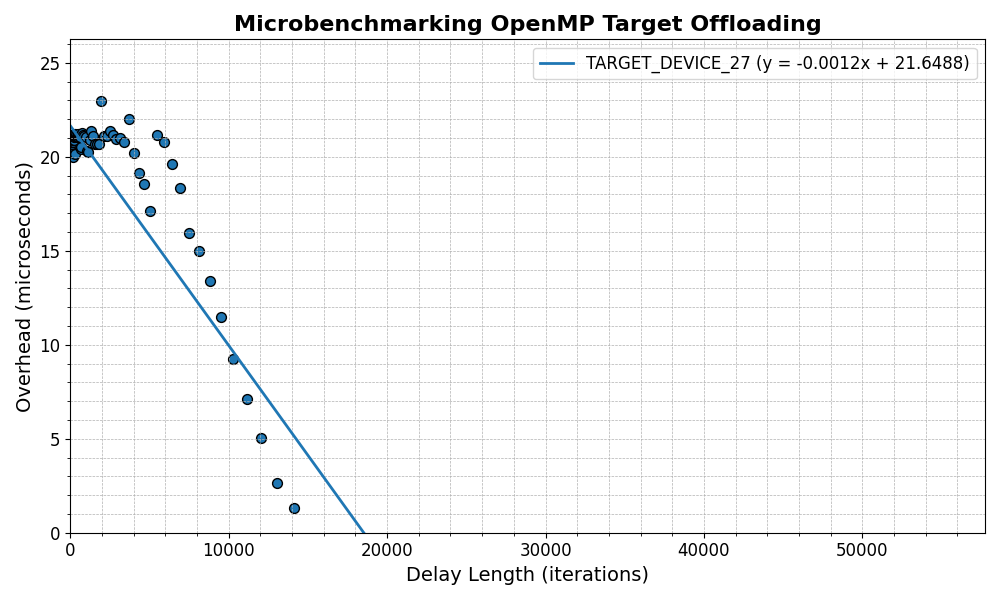 Microbenchmarking OpenMP Target Offloading
TARGET_DEVICE_27 (y = -0.0012x + 21.6488)
Overhead (microseconds)
25
20
15
10
5
0
0 10000 20000 30000 40000 50000
Delay Length (iterations)